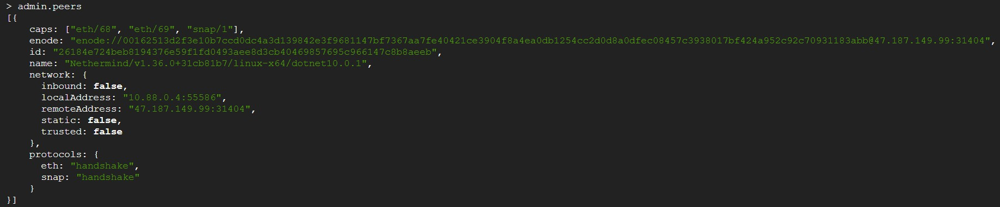 > admin.peers
[{
    caps: ["eth/68", "eth/69", "snap/1"],
    enode: "enode://00162513d2f3e10b7ccd0dc4a3d139842e3f9681147bf7367aa7fe40421ce3904f8a4ea0db1254cc2d0d8a0dfec08457c3938017bf424a952c92c70931183abb@47.187.149.99:31404",
    id: "26184e724beb8194376e59f1fd0493aee8d3cb40469857695c966147c8b8aeeb",
    name: "Nethermind/v1.36.0+31cb81b7/linux-x64/dotnet10.0.1",
    network: {
      inbound: false,
      localAddress: "10.88.0.4:55586",
      remoteAddress: "47.187.149.99:31404",
      static: false,
      trusted: false
    },
    protocols: {
      eth: "handshake",
      snap: "handshake"
    }
}]